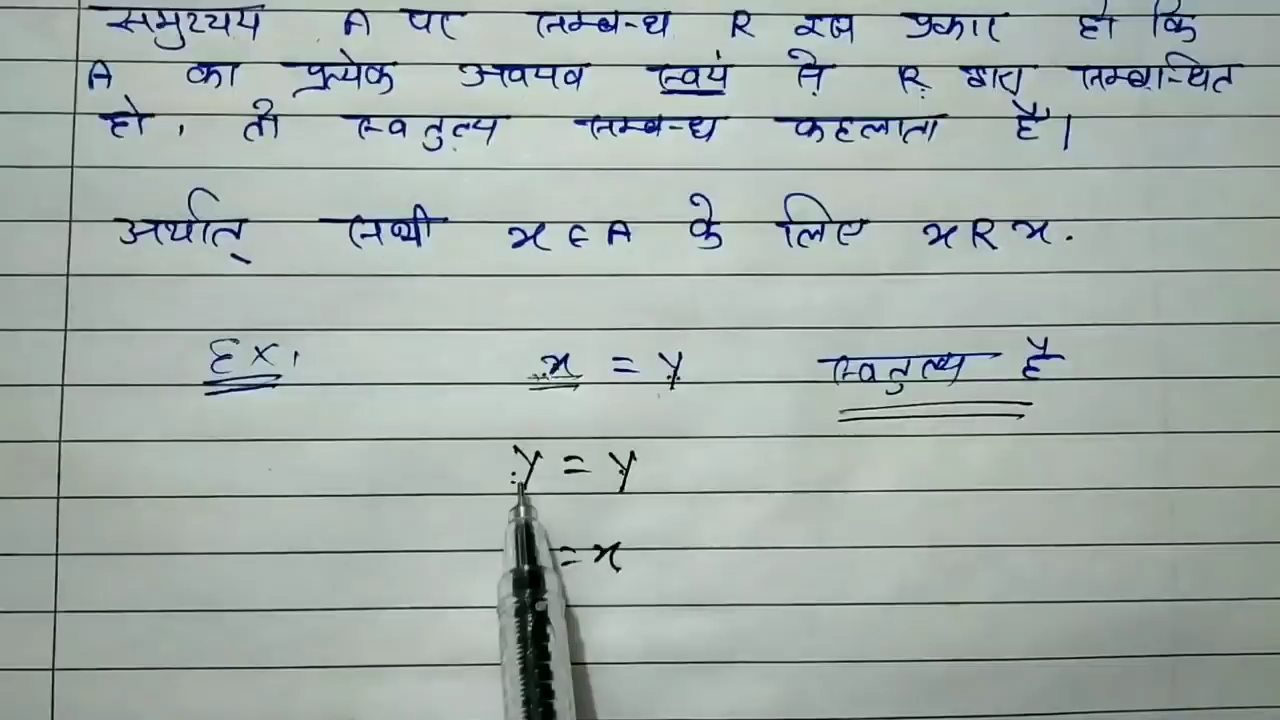 समुच्चय A पर सम्बन्ध R इस प्रकार हो कि
A का प्रत्येक अवयव स्वयं से R द्वारा सम्बन्धित
हो, तो स्वतुल्य सम्बन्ध कहलाता है।
अर्थात् सभी x ∈ A के लिए x R x.
Ex, x = y स्वतुल्य है
y = y
= x